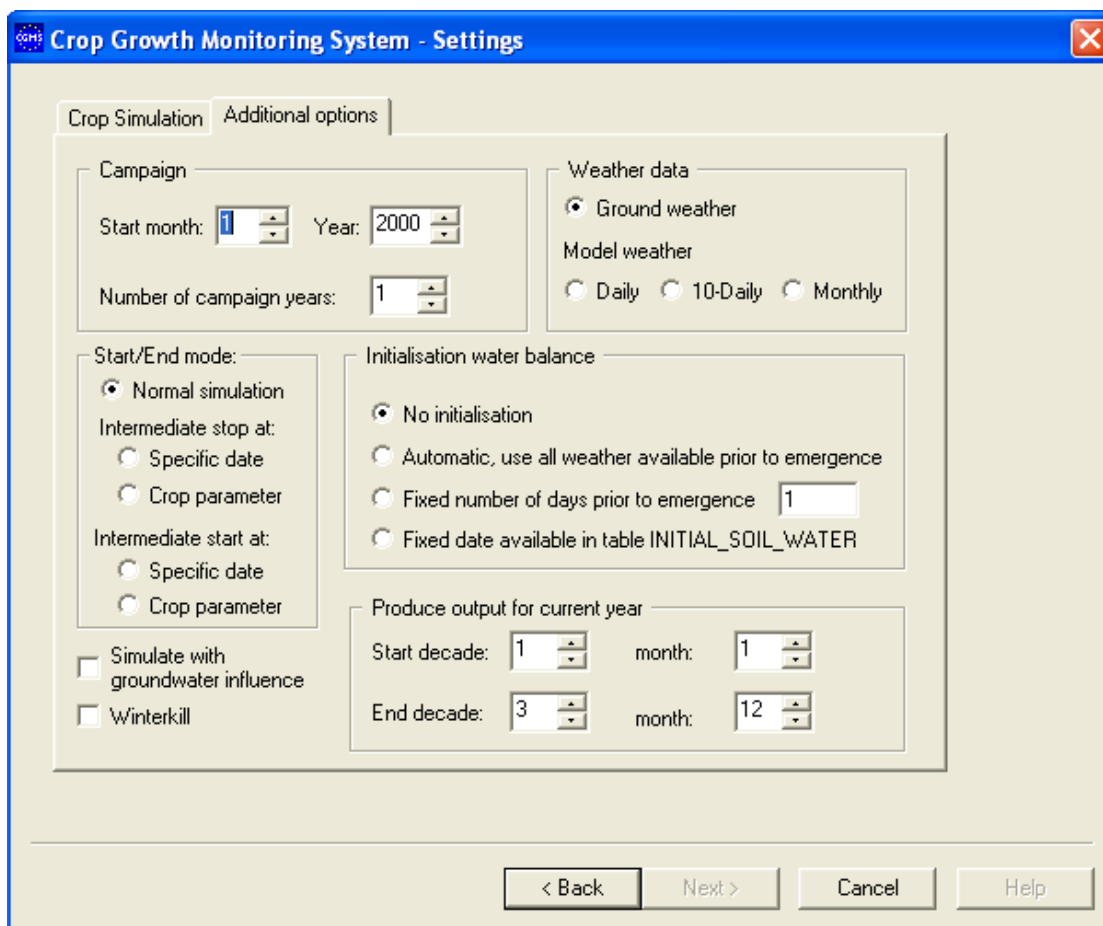 CGMS Crop Growth Monitoring System - Settings
Crop Simulation Additional options
Campaign
Start month: 1 Year: 2000
Number of campaign years: 1
Weather data
Ground weather
Model weather
Daily 10-Daily Monthly
Start/End mode:
Normal simulation
Intermediate stop at:
Specific date
Crop parameter
Intermediate start at:
Specific date
Crop parameter
Initialisation water balance
No initialisation
Automatic, use all weather available prior to emergence
Fixed number of days prior to emergence 1
Fixed date available in table INITIAL_SOIL_WATER
Simulate with
groundwater influence
Winterkill
Produce output for current year
Start decade: 1 month: 1
End decade: 3 month: 12
< Back Next > Cancel Help